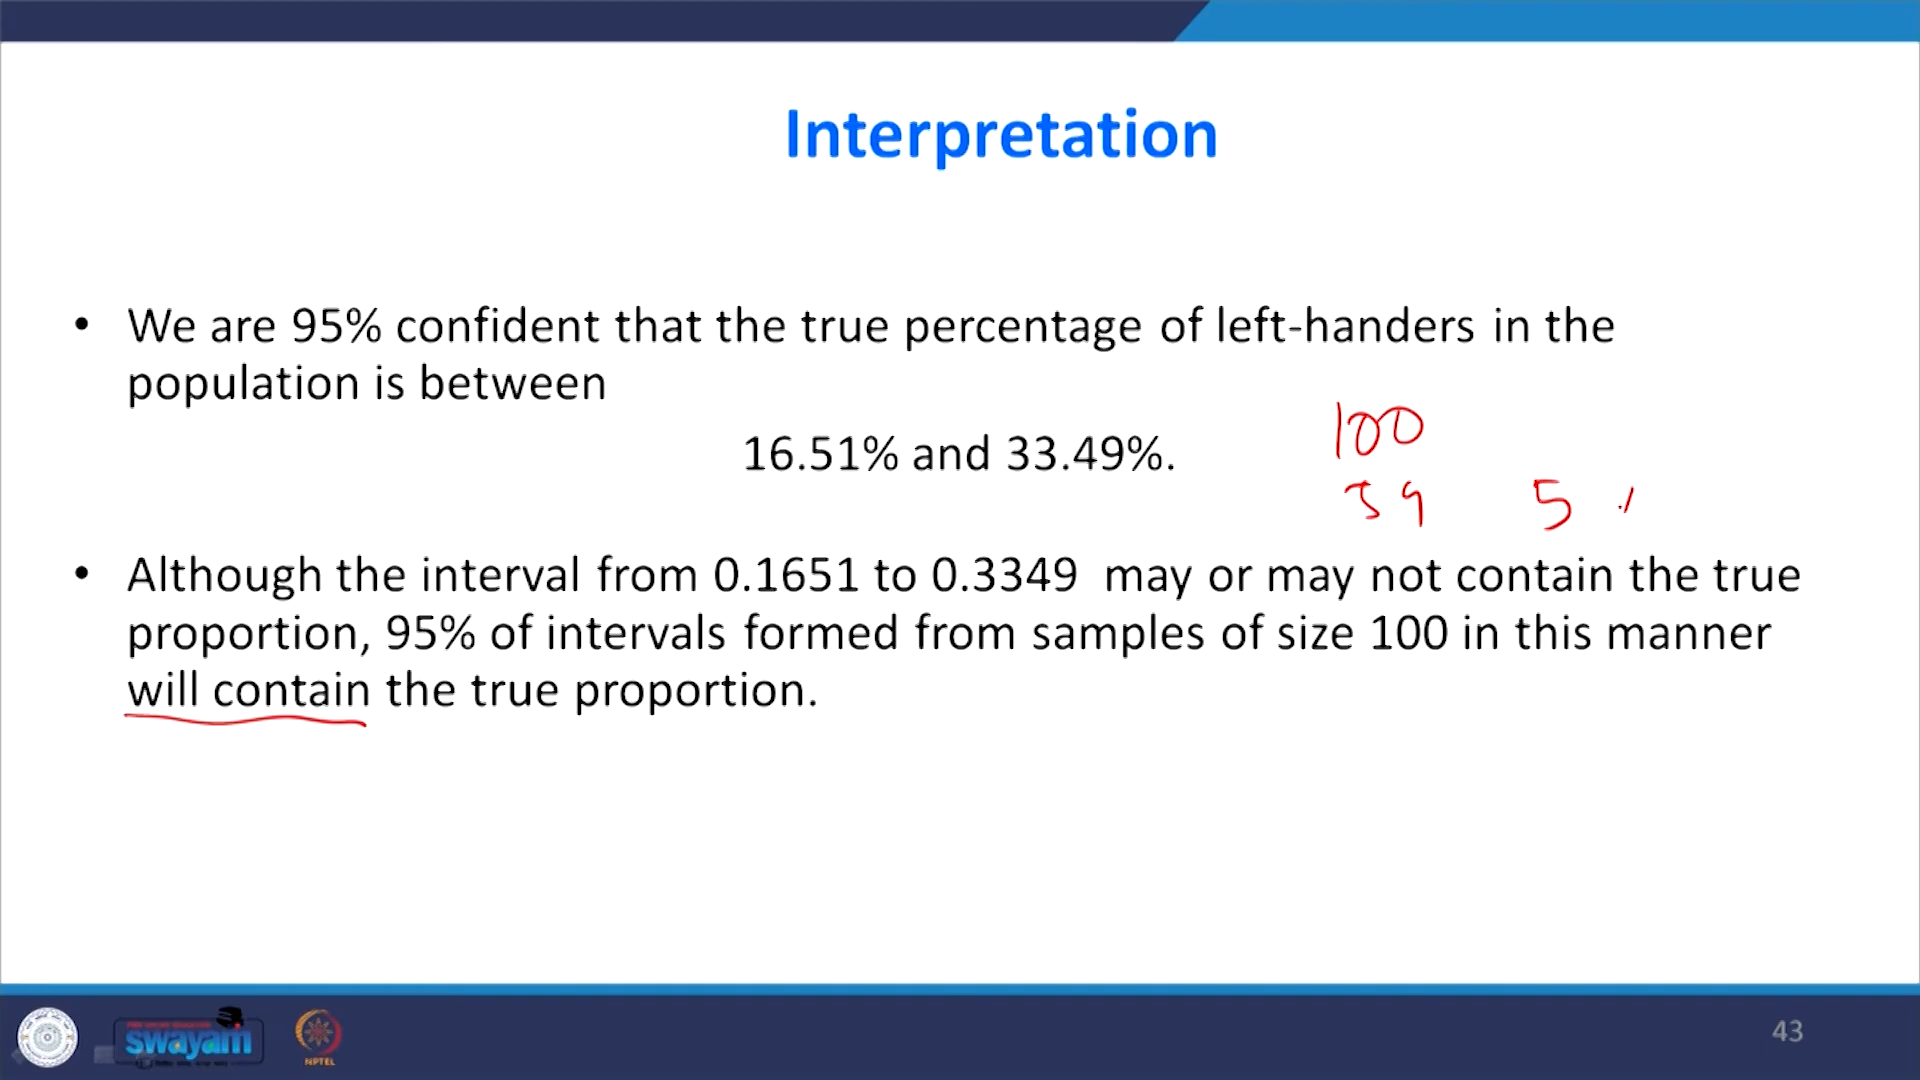 Interpretation
• We are 95% confident that the true percentage of left-handers in the
population is between
16.51% and 33.49%.
100
5
• Although the interval from 0.1651 to 0.3349 may or may not contain the true
proportion, 95% of intervals formed from samples of size 100 in this manner
will contain the true proportion.
swayam
NPTEL
43